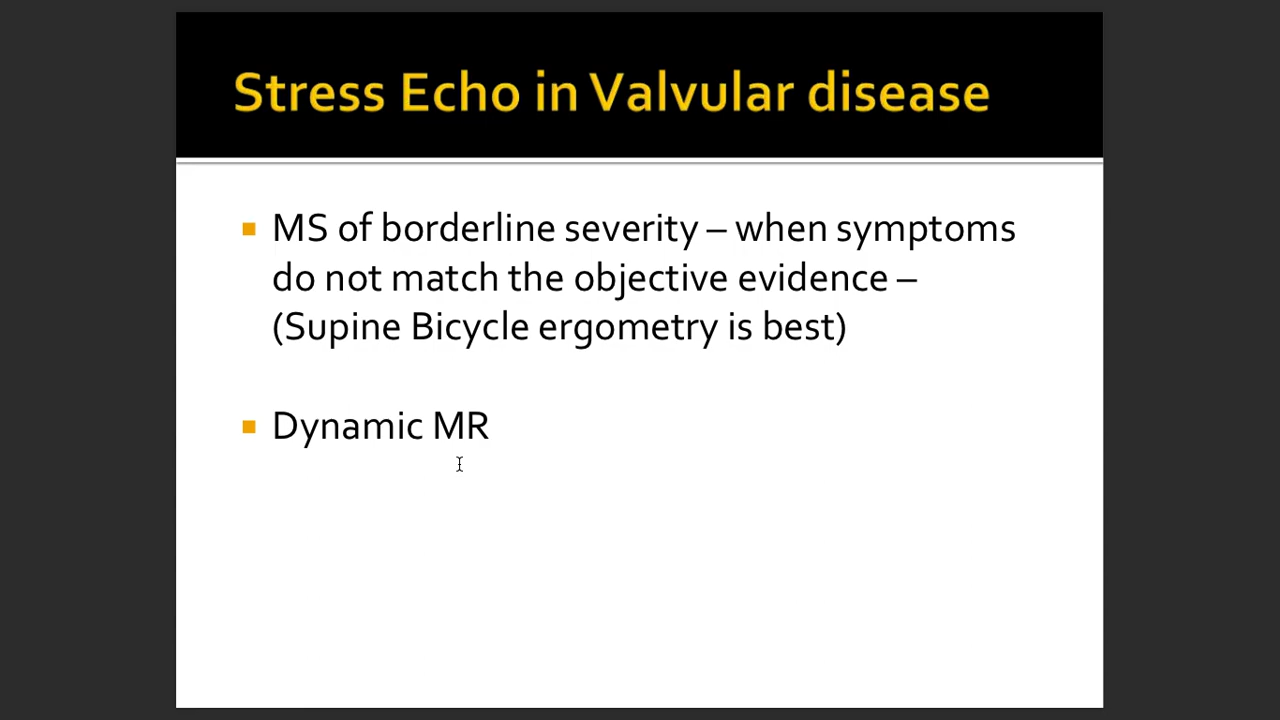 Stress Echo in Valvular disease
MS of borderline severity – when symptoms
do not match the objective evidence –
(Supine Bicycle ergometry is best)
Dynamic MR